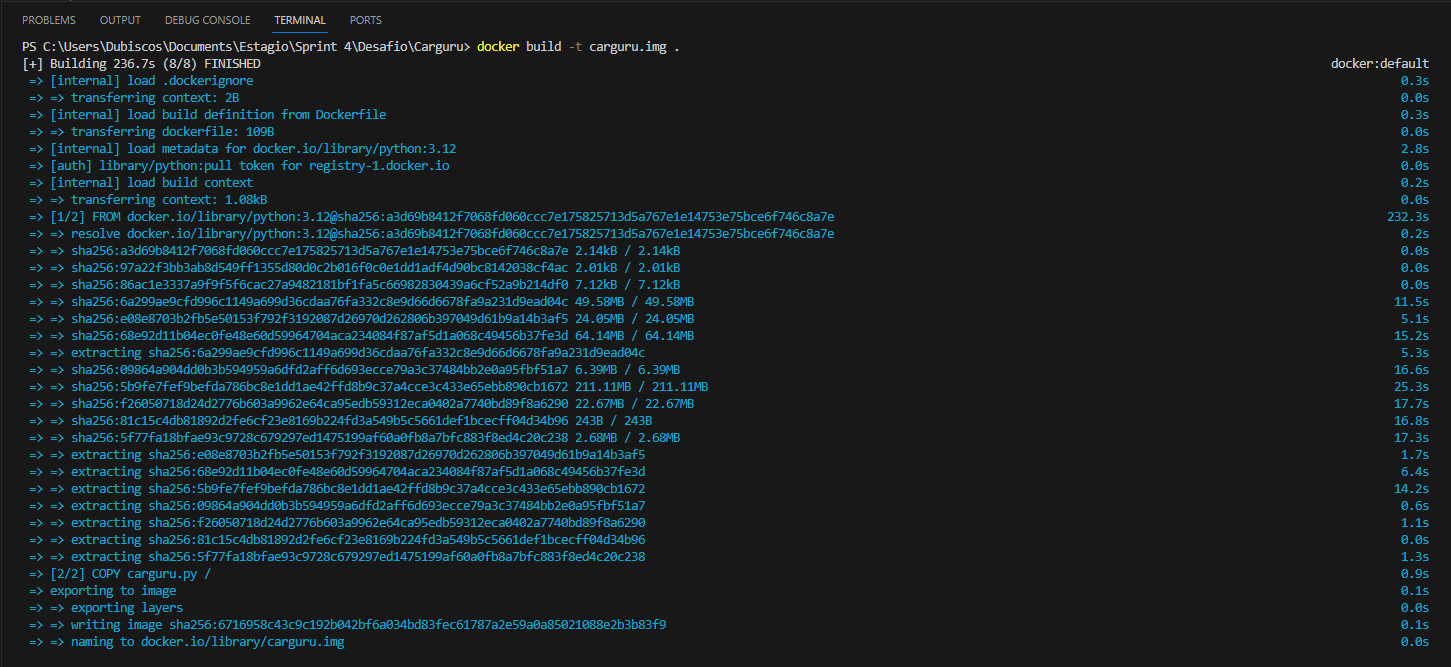 PROBLEMS OUTPUT DEBUG CONSOLE TERMINAL PORTS
PS C:\Users\Dubiscos\Documents\Estagio\Sprint 4\Desafio\Carguru> docker build -t carguru.img .
[+] Building 236.7s (8/8) FINISHED docker:default
=> [internal] load .dockerignore 0.3s
=> => transferring context: 2B 0.0s
=> [internal] load build definition from Dockerfile 0.3s
=> => transferring dockerfile: 109B 0.0s
=> [internal] load metadata for docker.io/library/python:3.12 2.8s
=> [auth] library/python:pull token for registry-1.docker.io 0.0s
=> [internal] load build context 0.2s
=> => transferring context: 1.08kB 0.0s
=> [1/2] FROM docker.io/library/python:3.12@sha256:a3d69b8412f7068fd060ccc7e175825713d5a767e1e14753e75bce6f746c8a7e 232.3s
=> => resolve docker.io/library/python:3.12@sha256:a3d69b8412f7068fd060ccc7e175825713d5a767e1e14753e75bce6f746c8a7e 0.2s
=> => sha256:a3d69b8412f7068fd060ccc7e175825713d5a767e1e14753e75bce6f746c8a7e 2.14kB / 2.14kB 0.0s
=> => sha256:97a22f3bb3ab8d549ff1355d80d0c2b016f0c0e1dd1adf4d90bc8142038cf4ac 2.01kB / 2.01kB 0.0s
=> => sha256:86ac1e3337a9f9f5f6cac27a9482181bf1fa5c66982830439a6cf52a9b214df0 7.12kB / 7.12kB 0.0s
=> => sha256:6a299ae9cfd996c1149a699d36cdaa76fa332c8e9d66d6678fa9a231d9ead04c 49.58MB / 49.58MB 11.5s
=> => sha256:e08e8703b2fb5e50153f792f3192087d26970d262806b397049d61b9a14b3af5 24.05MB / 24.05MB 5.1s
=> => sha256:68e92d11b04ec0fe48e60d59964704aca234084f87af5d1a068c49456b37fe3d 64.14MB / 64.14MB 15.2s
=> => extracting sha256:6a299ae9cfd996c1149a699d36cdaa76fa332c8e9d66d6678fa9a231d9ead04c 5.3s
=> => sha256:09864a904dd0b3b594959a6dfd2aff6d693ecce79a3c37484bb2e0a95fbf51a7 6.39MB / 6.39MB 16.6s
=> => sha256:5b9fe7fef9befda786bc8e1dd1ae42ffd8b9c37a4cce3c433e65ebb890cb1672 211.11MB / 211.11MB 25.3s
=> => sha256:f26050718d24d2776b603a9962e64ca95edb59312eca0402a7740bd89f8a6290 22.67MB / 22.67MB 17.7s
=> => sha256:81c15c4db81892d2fe6cf23e8169b224fd3a549b5c5661def1bcecff04d34b96 243B / 243B 16.8s
=> => sha256:5f77fa18bfae93c9728c679297ed1475199af60a0fb8a7bfc883f8ed4c20c238 2.68MB / 2.68MB 17.3s
=> => extracting sha256:e08e8703b2fb5e50153f792f3192087d26970d262806b397049d61b9a14b3af5 1.7s
=> => extracting sha256:68e92d11b04ec0fe48e60d59964704aca234084f87af5d1a068c49456b37fe3d 6.4s
=> => extracting sha256:5b9fe7fef9befda786bc8e1dd1ae42ffd8b9c37a4cce3c433e65ebb890cb1672 14.2s
=> => extracting sha256:09864a904dd0b3b594959a6dfd2aff6d693ecce79a3c37484bb2e0a95fbf51a7 0.6s
=> => extracting sha256:f26050718d24d2776b603a9962e64ca95edb59312eca0402a7740bd89f8a6290 1.1s
=> => extracting sha256:81c15c4db81892d2fe6cf23e8169b224fd3a549b5c5661def1bcecff04d34b96 0.0s
=> => extracting sha256:5f77fa18bfae93c9728c679297ed1475199af60a0fb8a7bfc883f8ed4c20c238 1.3s
=> [2/2] COPY carguru.py / 0.9s
=> exporting to image 0.1s
=> => exporting layers 0.0s
=> => writing image sha256:6716958c43c9c192b042bf6a034bd83fec61787a2e59a0a85021088e2b3b83f9 0.1s
=> => naming to docker.io/library/carguru.img 0.0s